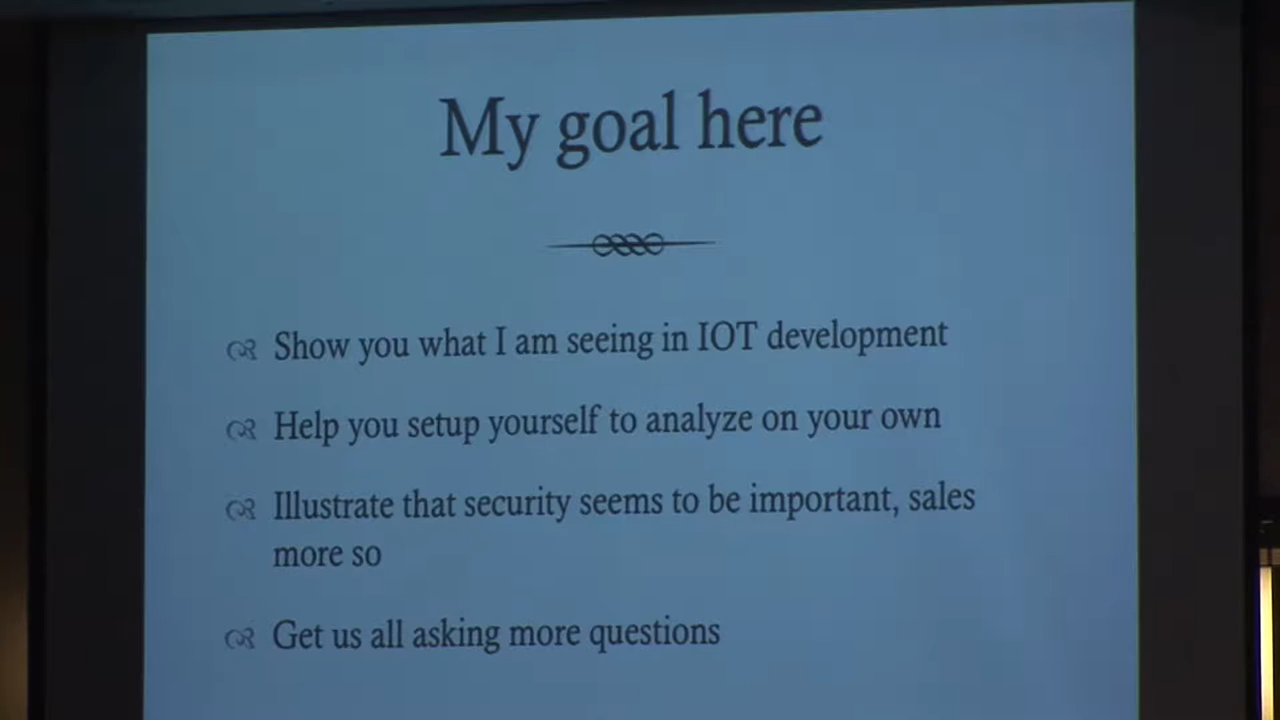 My goal here
Show you what I am seeing in IOT development
Help you setup yourself to analyze on your own
Illustrate that security seems to be important, sales
more so
Get us all asking more questions